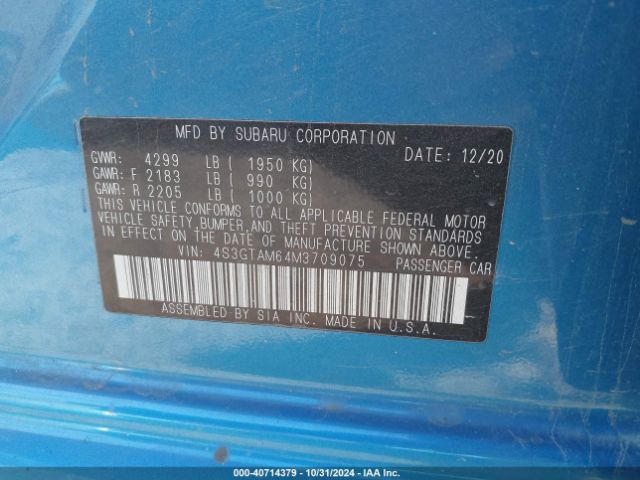 MFD BY SUBARU CORPORATION
DATE: 12/20
GVWR: 4299 LB ( 1950 KG)
GAWR: F 2183 LB ( 990 KG)
GAWR: R 2205 LB ( 1000 KG)
THIS VEHICLE CONFORMS TO ALL APPLICABLE FEDERAL MOTOR
VEHICLE SAFETY, BUMPER, AND THEFT PREVENTION STANDARDS
IN EFFECT ON THE DATE OF MANUFACTURE SHOWN ABOVE.
VIN: 4S3GTAM64M3709075 PASSENGER CAR
ASSEMBLED BY SIA INC. MADE IN U.S.A.
000-40714379 - 10/31/2024 - IAA Inc.